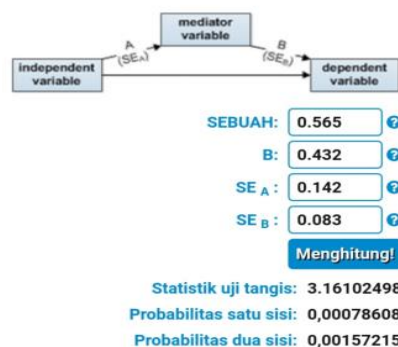 mediator
variable
A
(SEA)
B
(SEB)
independent
variable
dependent
variable
SEBUAH: 0.565 ?
B: 0.432 ?
SE A : 0.142 ?
SE B : 0.083 ?
Menghitung!
Statistik uji tangis: 3.16102498
Probabilitas satu sisi: 0,00078608
Probabilitas dua sisi: 0,00157215